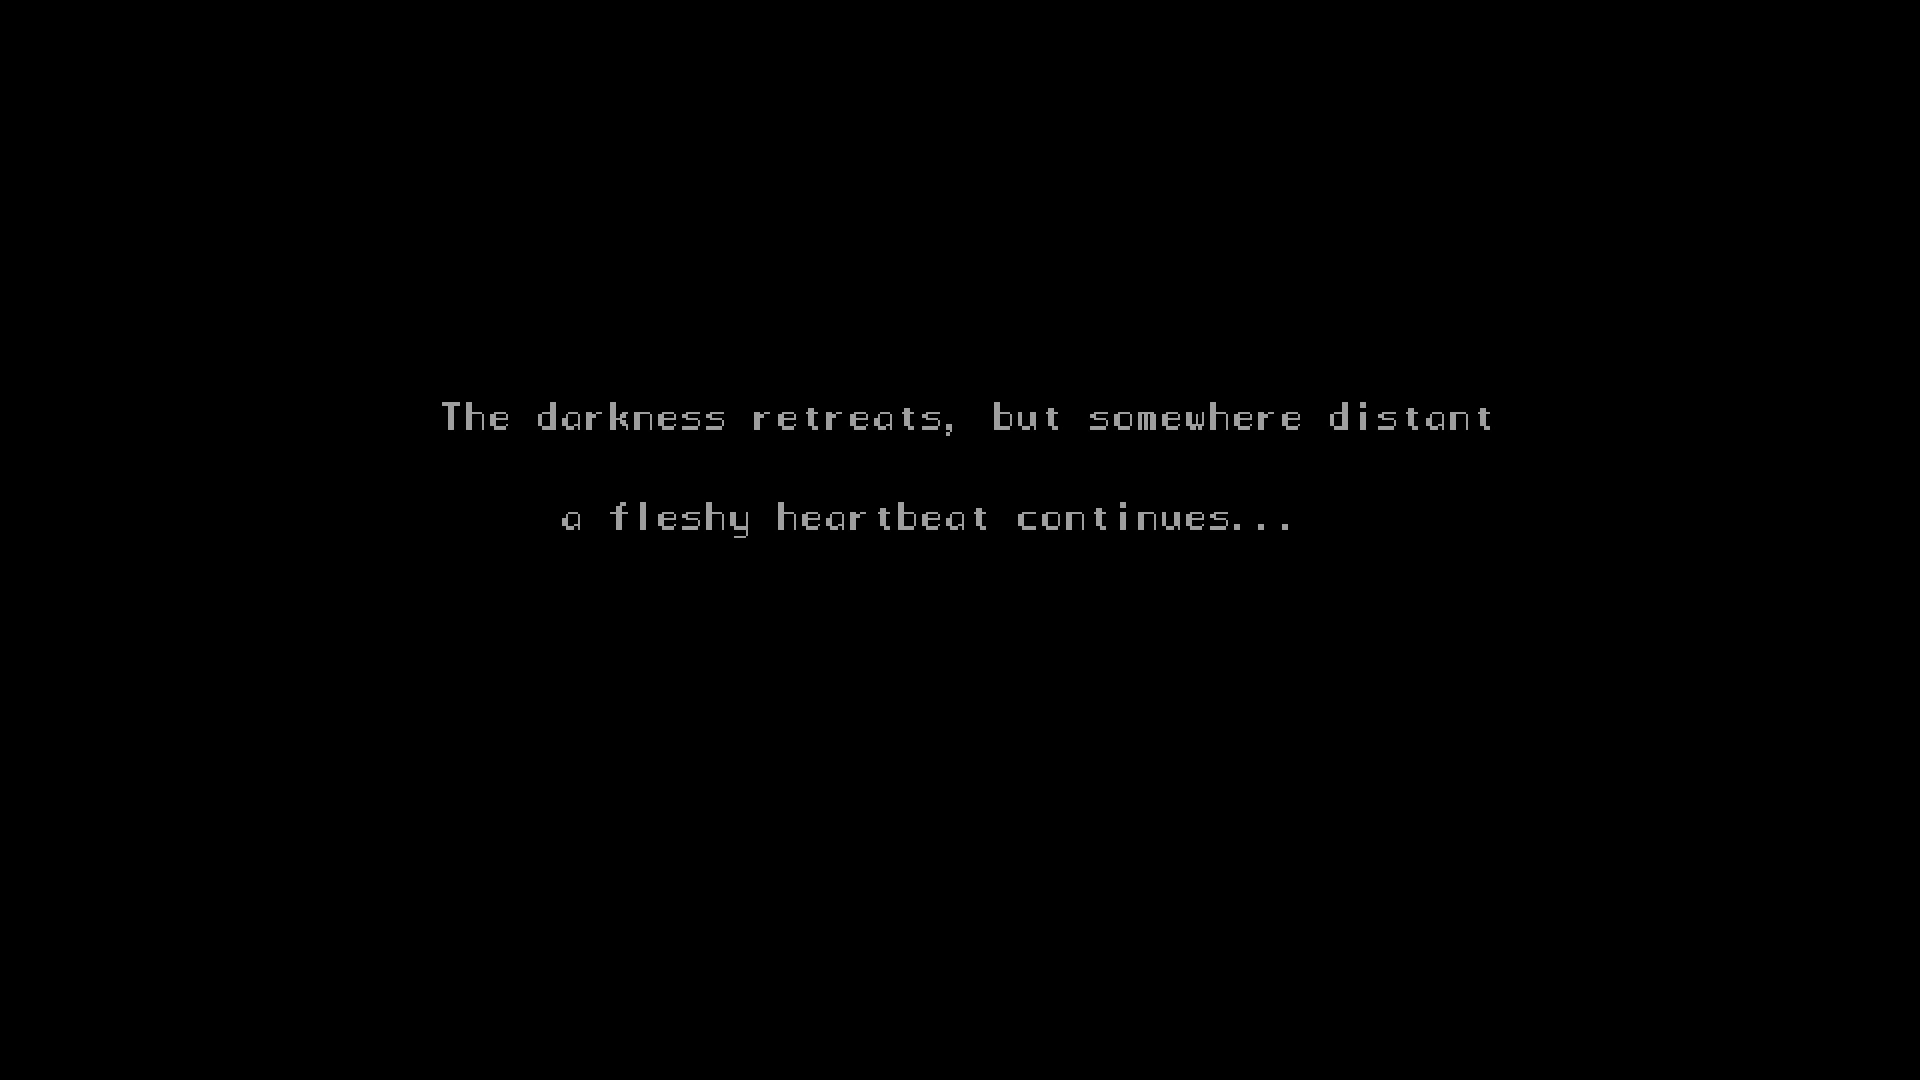 The darkness retreats, but somewhere distant
a fleshy heartbeat continues...